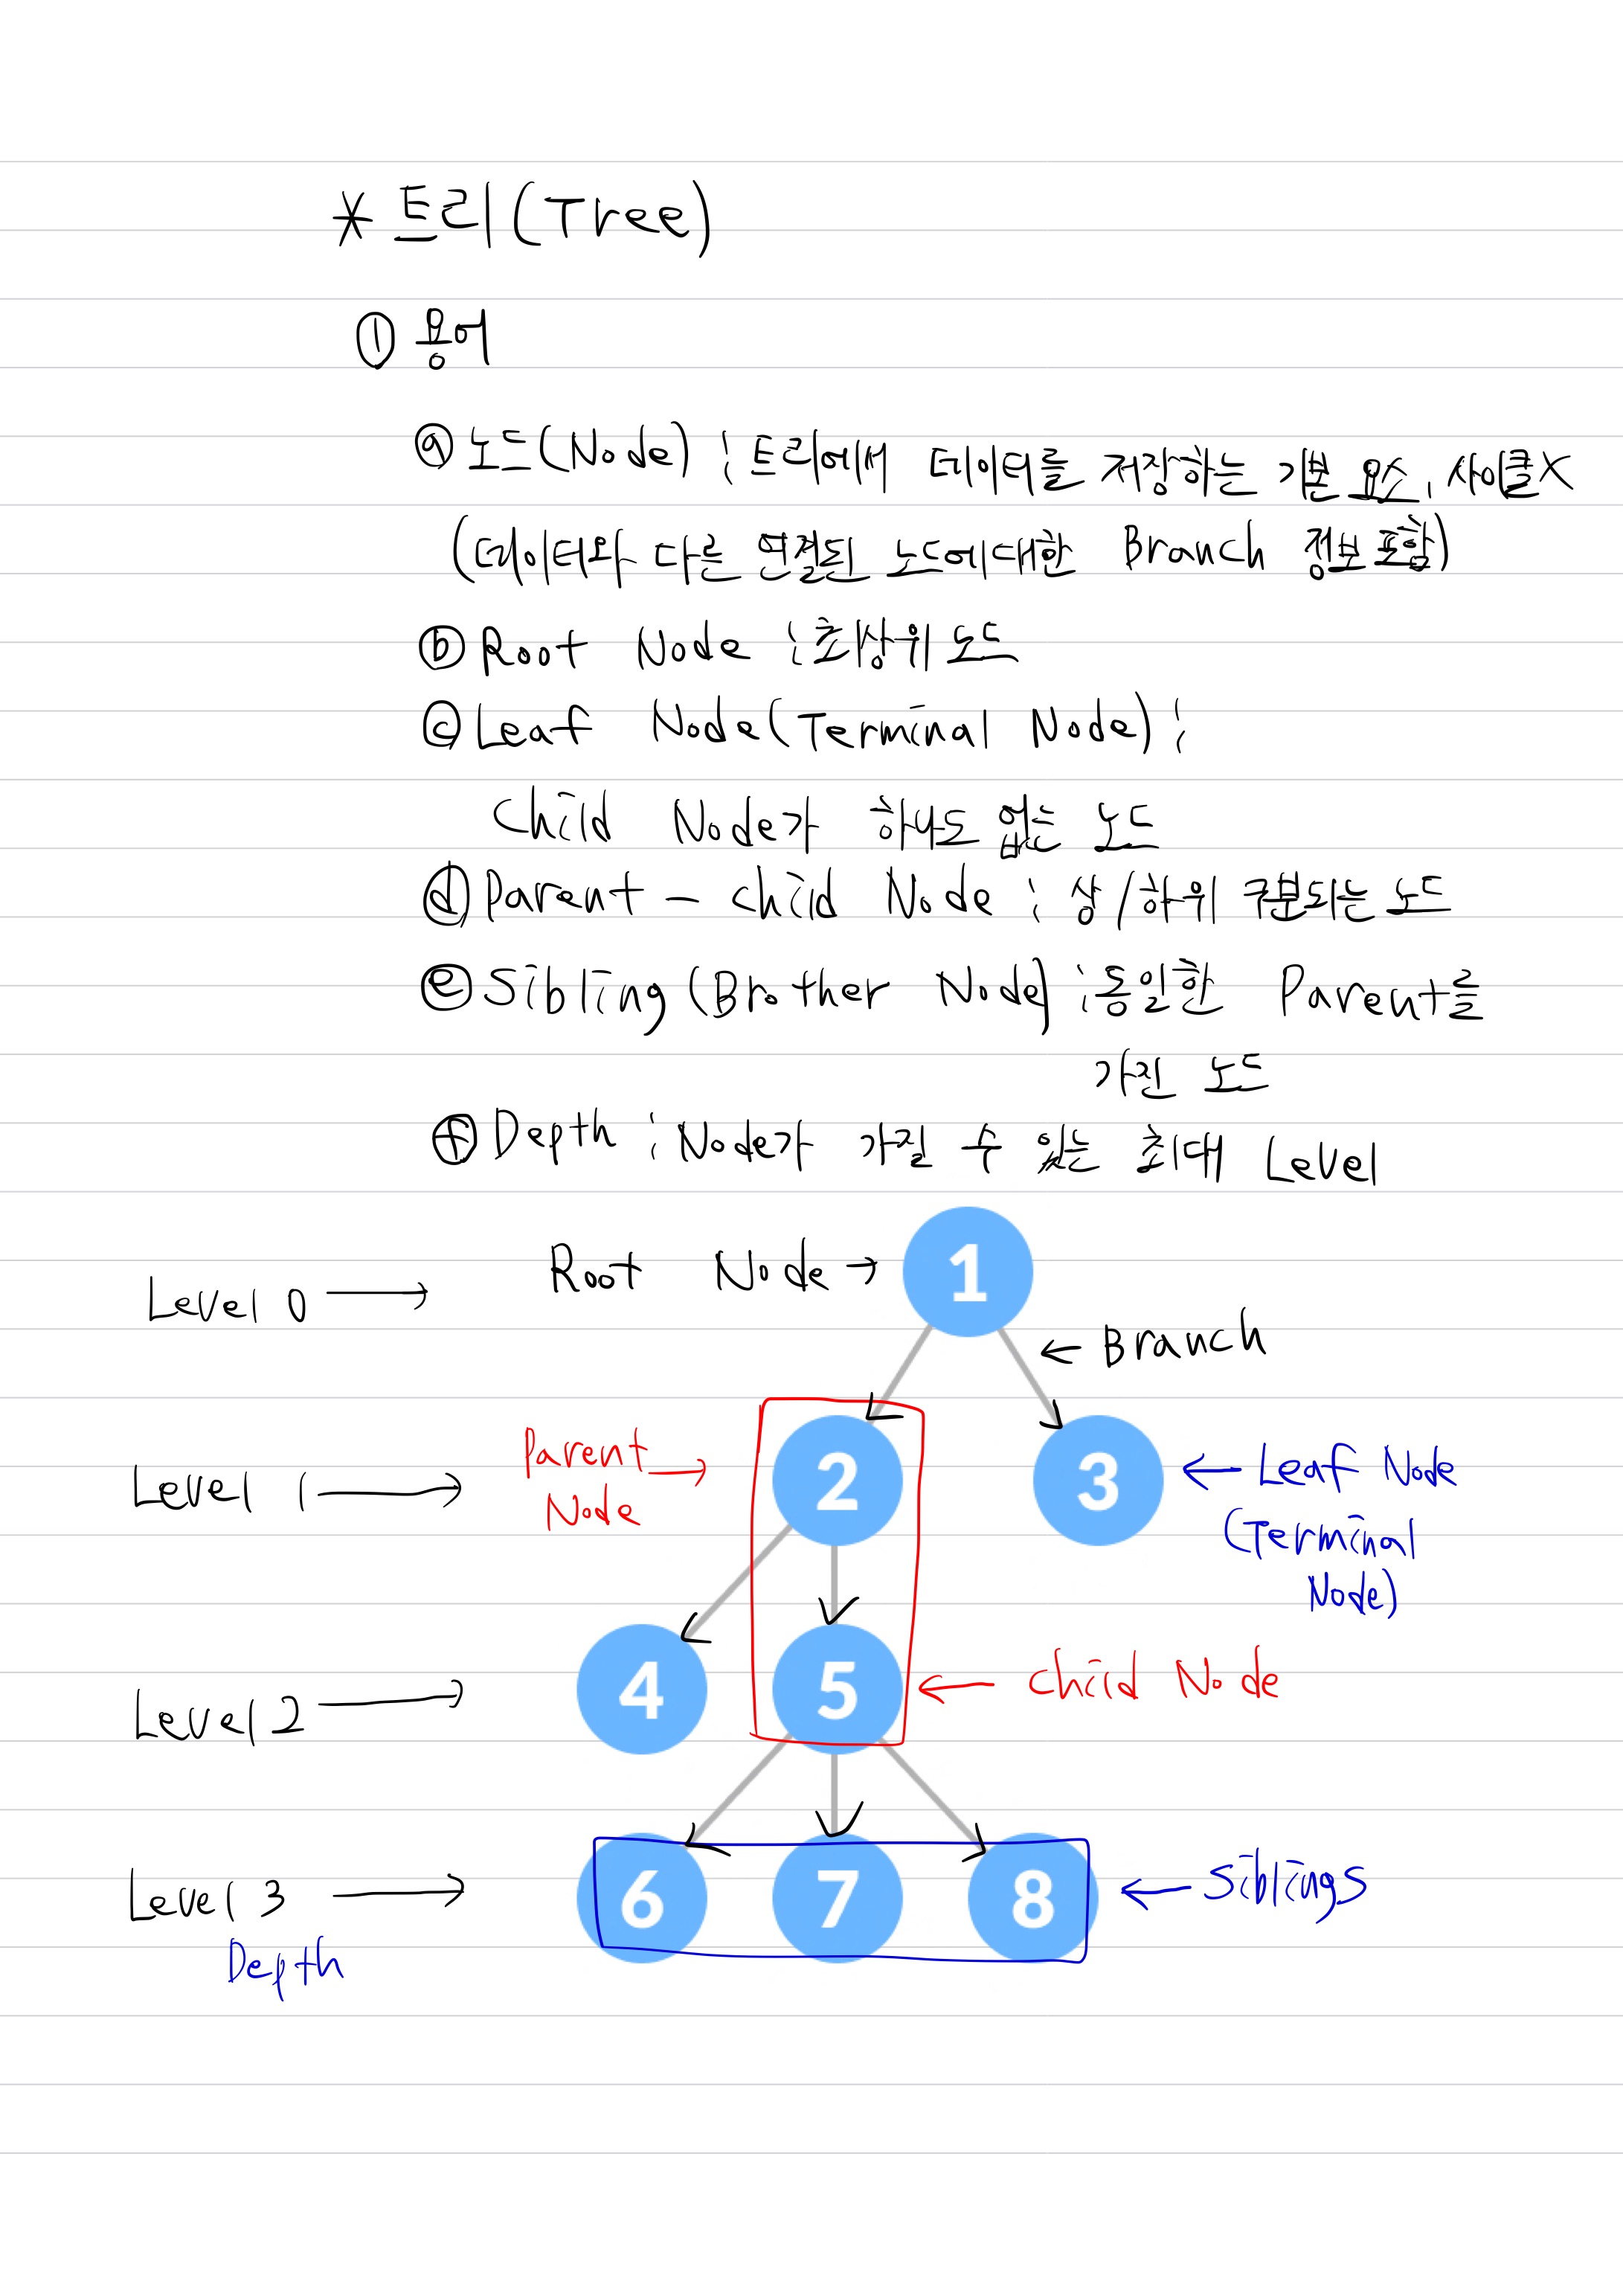 * 트리(Tree)
① 용어
ⓐ 노드(Node) : 트리에서 데이터를 저장하는 기본 요소, 사이클X
(데이터와 다른 연결된 노드에 대한 Branch 정보 포함)
ⓑ Root Node : 최상위 노드
ⓒ Leaf Node(Terminal Node) :
Child Node가 하나도 없는 노드
ⓓ Parent - Child Node : 상/하위 구분되는 노드
ⓔ Sibling (Brother Node) : 동일한 Parent를
가진 노드
ⓕ Depth : Node가 가질 수 있는 최대 Level
Level 0 → Root Node → 1
← Branch
Level 1 → Parent Node → 2 3 ← Leaf Node
(Terminal
Node)
Level 2 → 4 5 ← Child Node
Level 3 → 6 7 8 ← Siblings
Depth